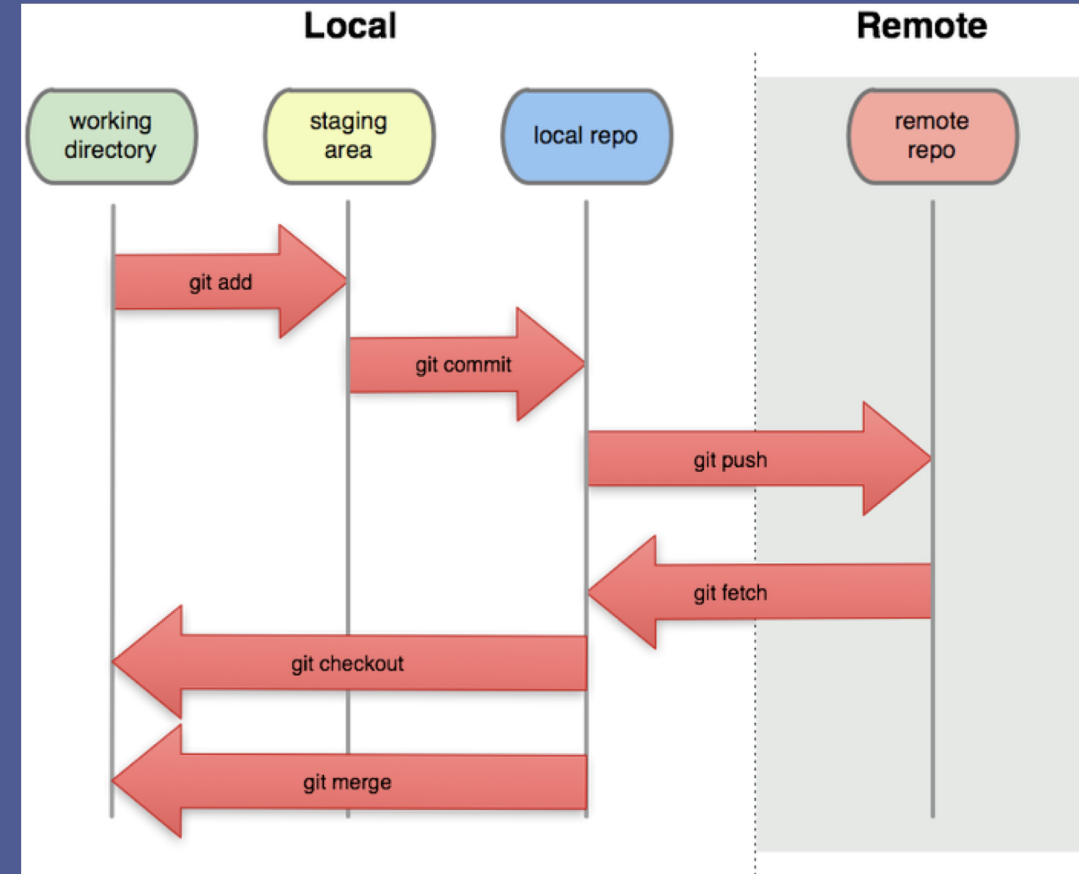 Local
Remote
working
directory
staging
area
local repo
remote
repo
git add
git commit
git push
git fetch
git checkout
git merge